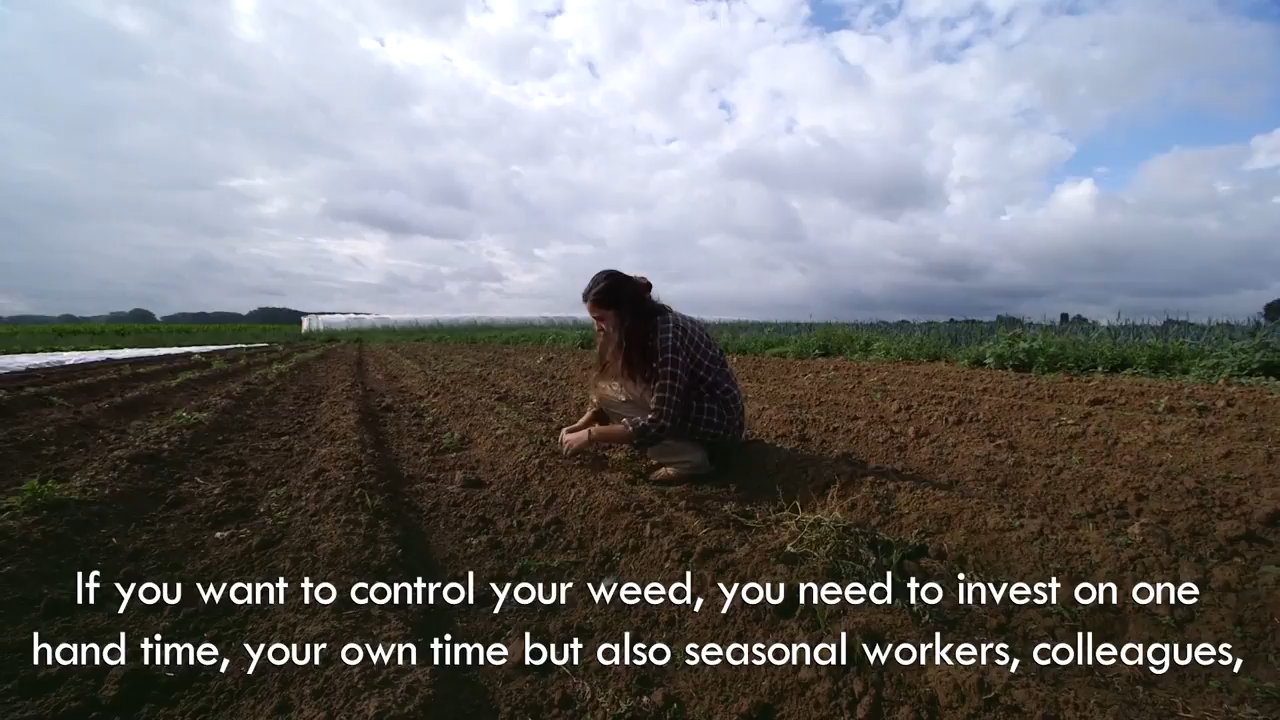 If you want to control your weed, you need to invest on one
hand time, your own time but also seasonal workers, colleagues,